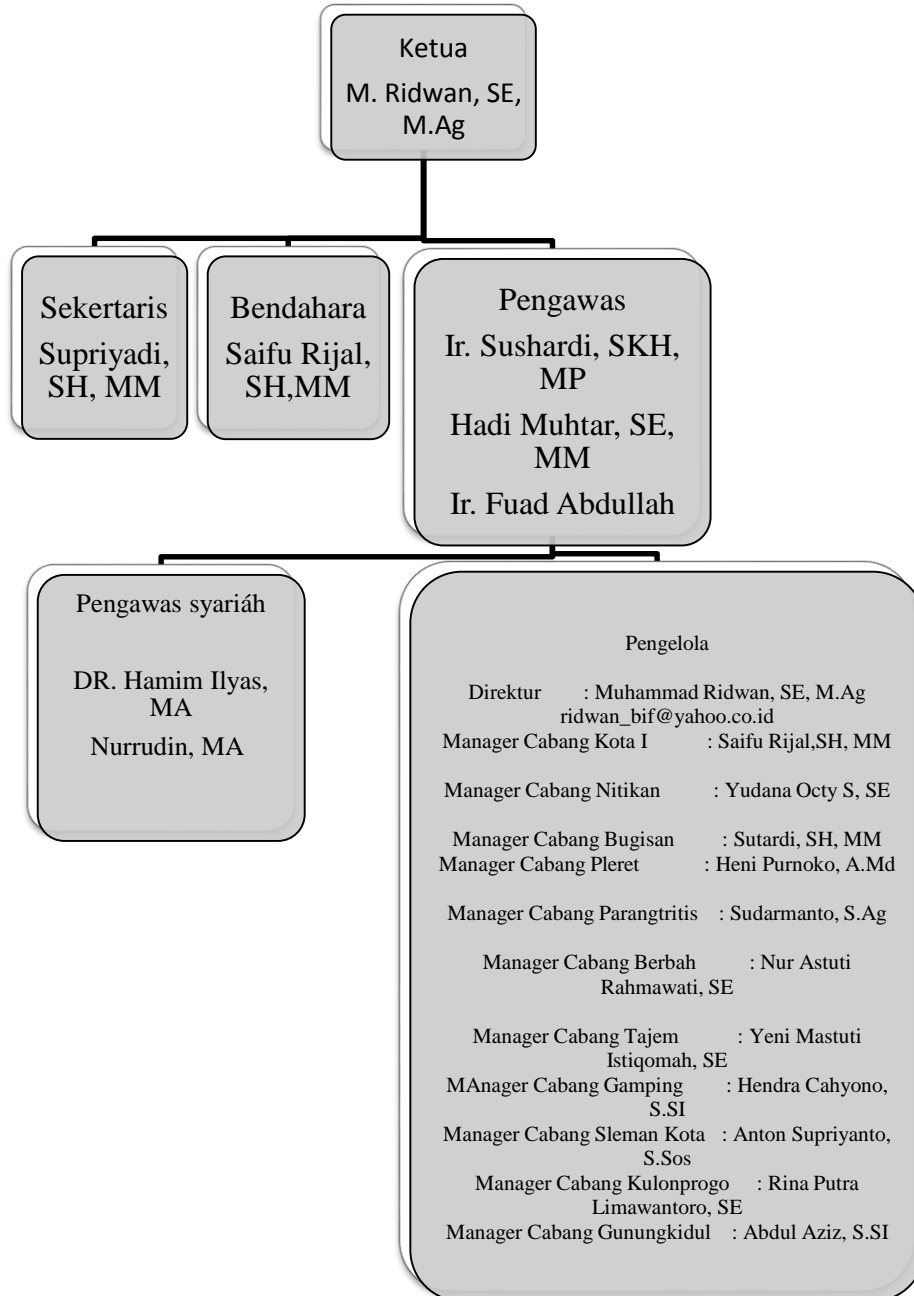 Ketua
M. Ridwan, SE,
M.Ag
Sekertaris
Supriyadi,
SH, MM
Bendahara
Saifu Rijal,
SH,MM
Pengawas
Ir. Sushardi, SKH,
MP
Hadi Muhtar, SE,
MM
Ir. Fuad Abdullah
Pengawas syariáh
DR. Hamim Ilyas,
MA
Nurrudin, MA
Pengelola
Direktur : Muhammad Ridwan, SE, M.Ag
ridwan_bif@yahoo.co.id
Manager Cabang Kota I : Saifu Rijal,SH, MM
Manager Cabang Nitikan : Yudana Octy S, SE
Manager Cabang Bugisan : Sutardi, SH, MM
Manager Cabang Pleret : Heni Purnoko, A.Md
Manager Cabang Parangtritis : Sudarmanto, S.Ag
Manager Cabang Berbah : Nur Astuti
Rahmawati, SE
Manager Cabang Tajem : Yeni Mastuti
Istiqomah, SE
MAnager Cabang Gamping : Hendra Cahyono,
S.SI
Manager Cabang Sleman Kota : Anton Supriyanto,
S.Sos
Manager Cabang Kulonprogo : Rina Putra
Limawantoro, SE
Manager Cabang Gunungkidul : Abdul Aziz, S.SI